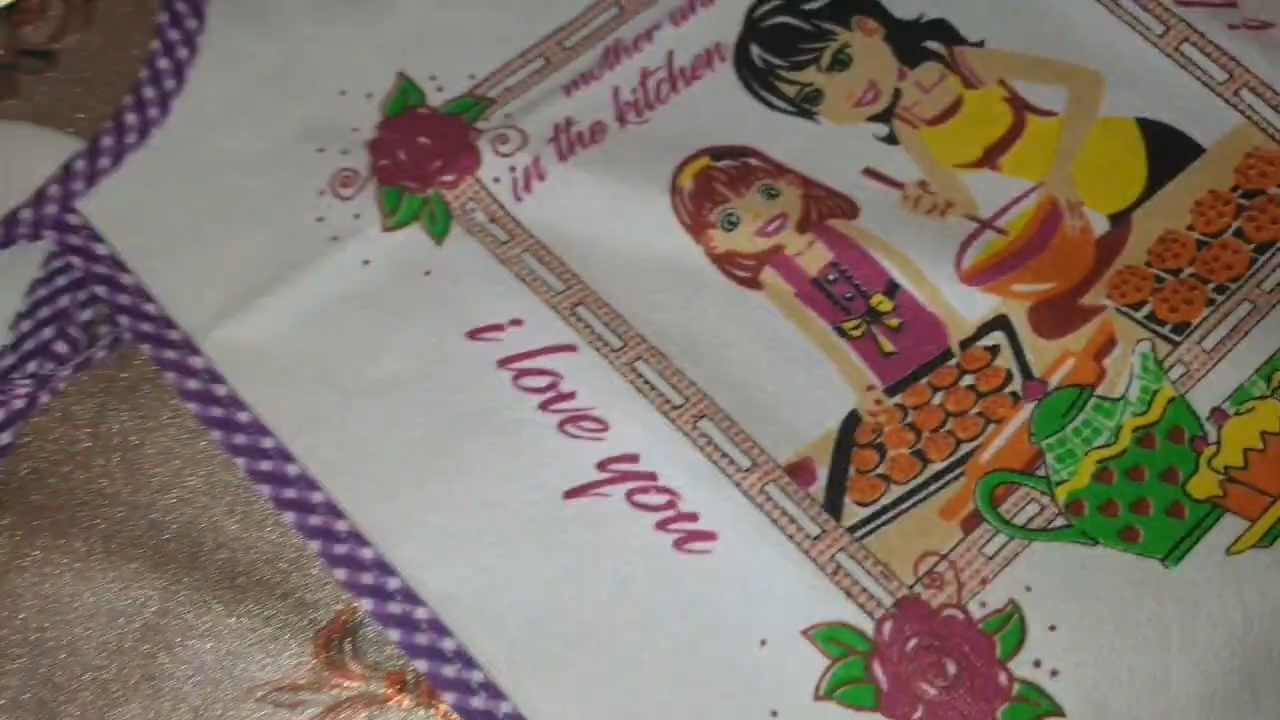 mother and
in the kitchen
i love you